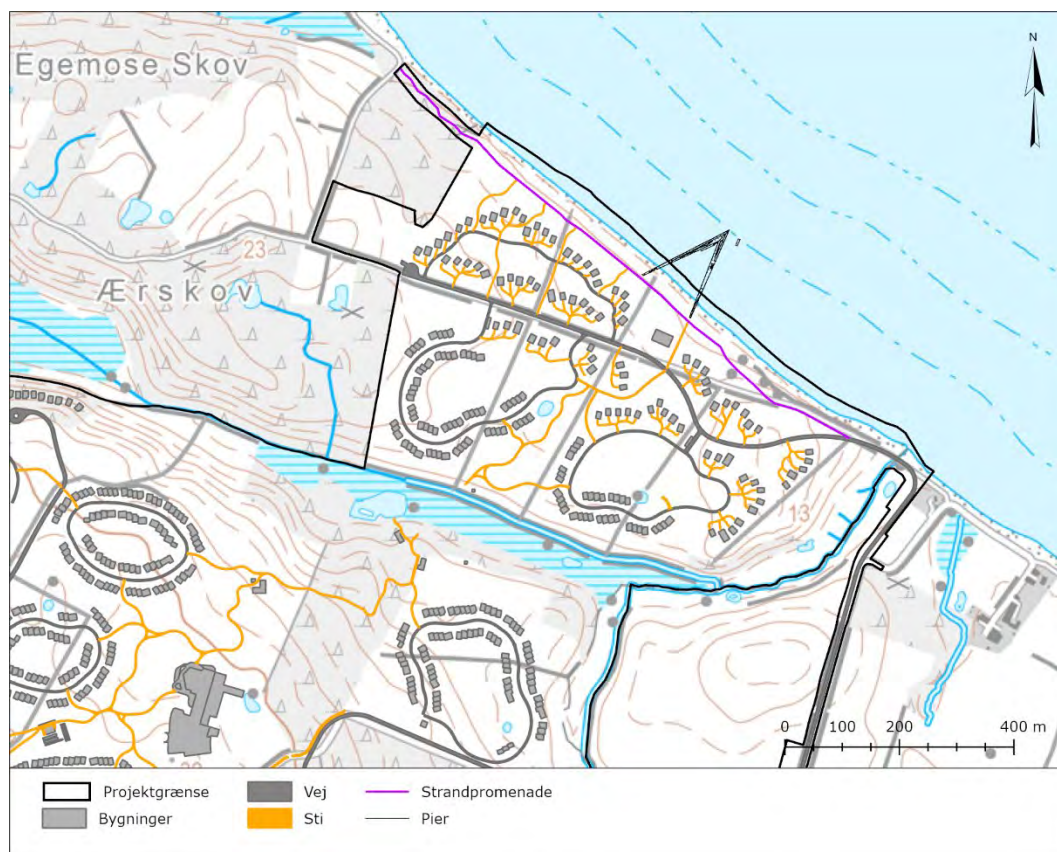 Egemose Skov
N
23
Ærskov
13
0 100 200 400 m
Projektgrænse Vej Strandpromenade
Bygninger Sti Pier